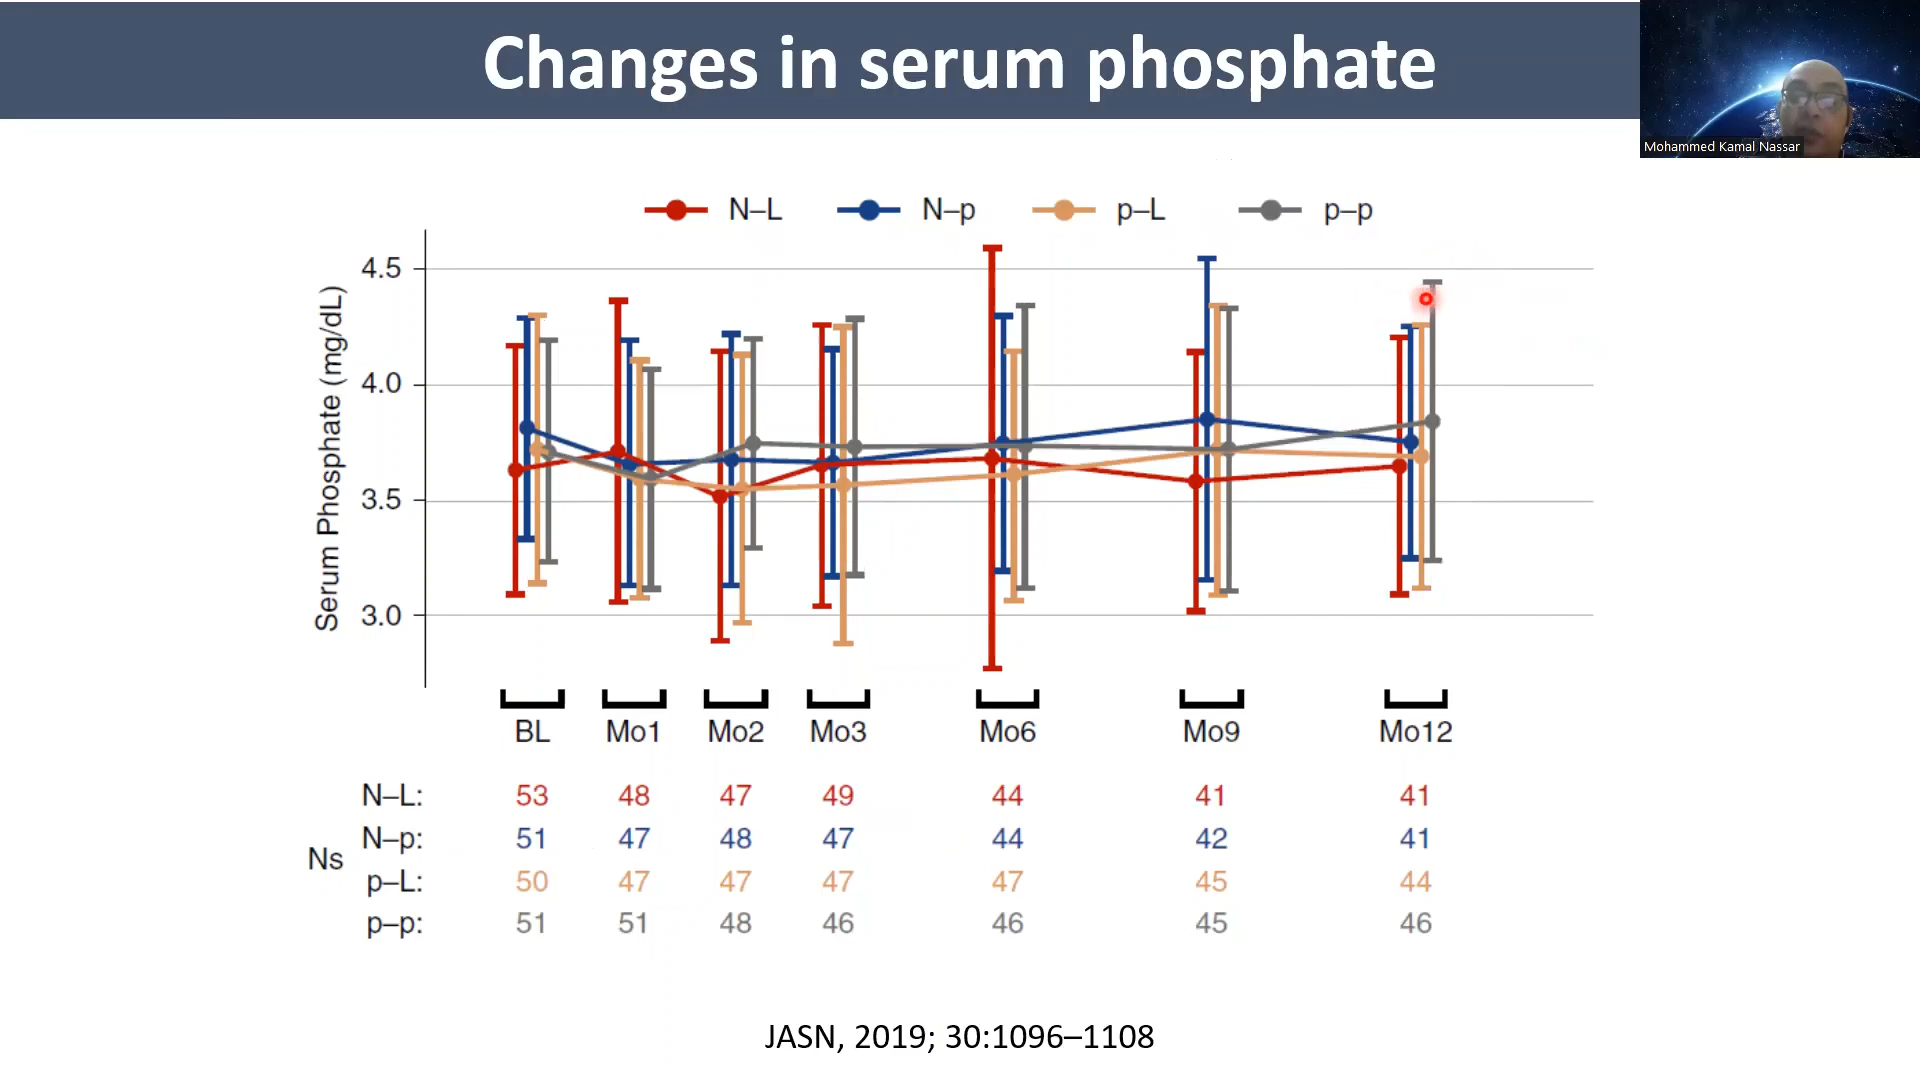 Changes in serum phosphate
Mohammed Kamal Nassar
N–L N–p p–L p–p
Serum Phosphate (mg/dL)
4.5
4.0
3.5
3.0
BL Mo1 Mo2 Mo3 Mo6 Mo9 Mo12
Ns
N–L: 53 48 47 49 44 41 41
N–p: 51 47 48 47 44 42 41
p–L: 50 47 47 47 47 45 44
p–p: 51 51 48 46 46 45 46
JASN, 2019; 30:1096–1108